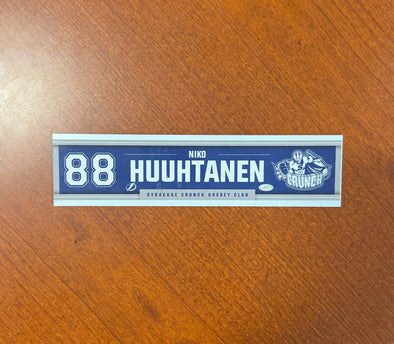 88
NIKO
HUUHTANEN
SYRACUSE CRUNCH HOCKEY CLUB
CRUNCH